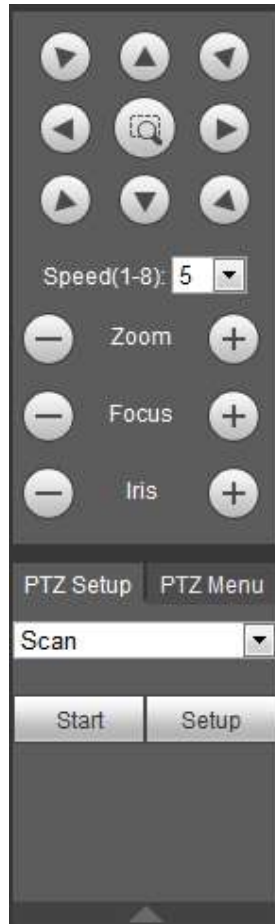 Speed(1-8): 5
Zoom
Focus
Iris
PTZ Setup PTZ Menu
Scan
Start Setup